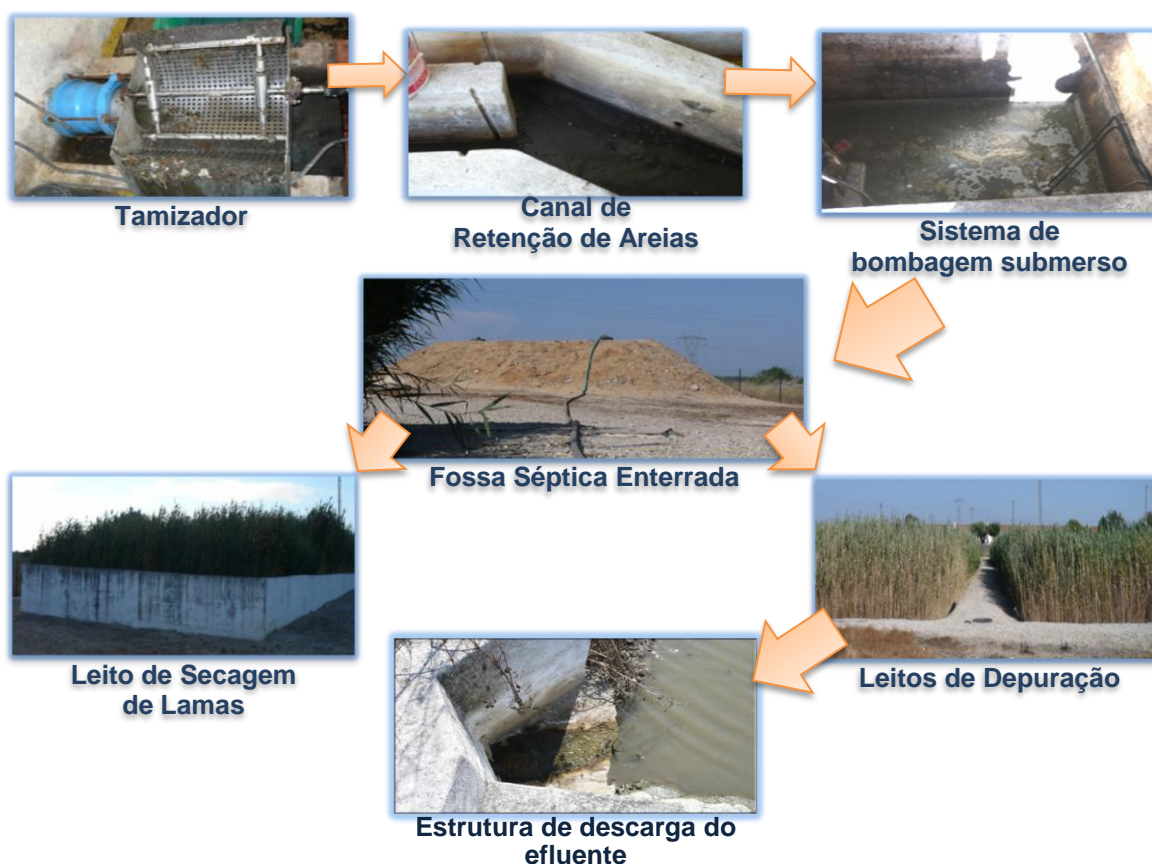 Tamizador
Canal de
Retenção de Areias
Sistema de
bombagem submerso
Fossa Séptica Enterrada
Leito de Secagem
de Lamas
Leitos de Depuração
Estrutura de descarga do
efluente